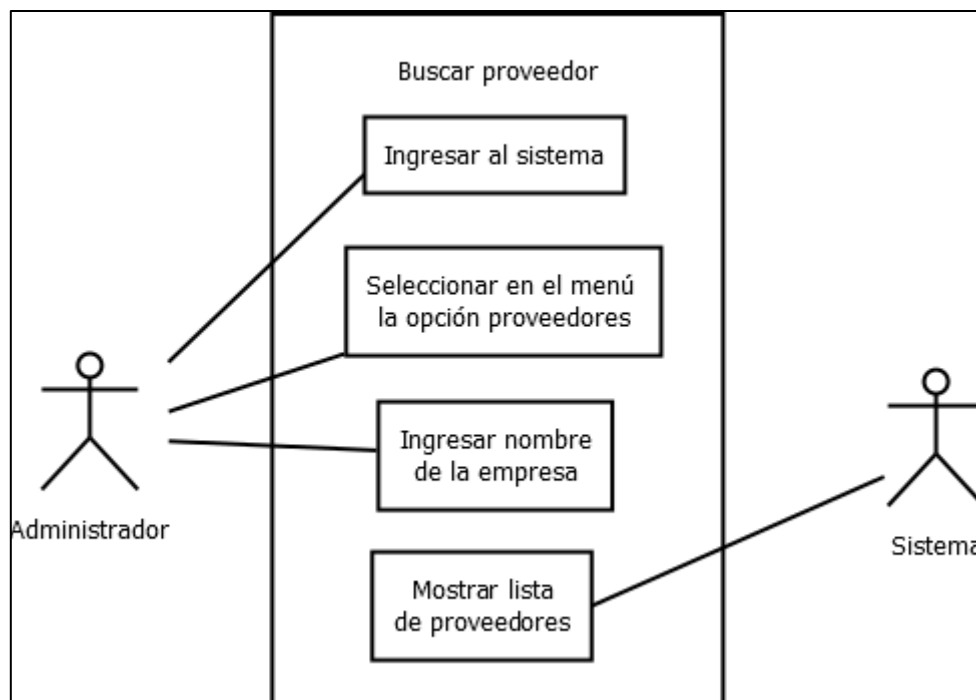 Buscar proveedor
Ingresar al sistema
Seleccionar en el menú
la opción proveedores
Ingresar nombre
de la empresa
Administrador
Sistema
Mostrar lista
de proveedores